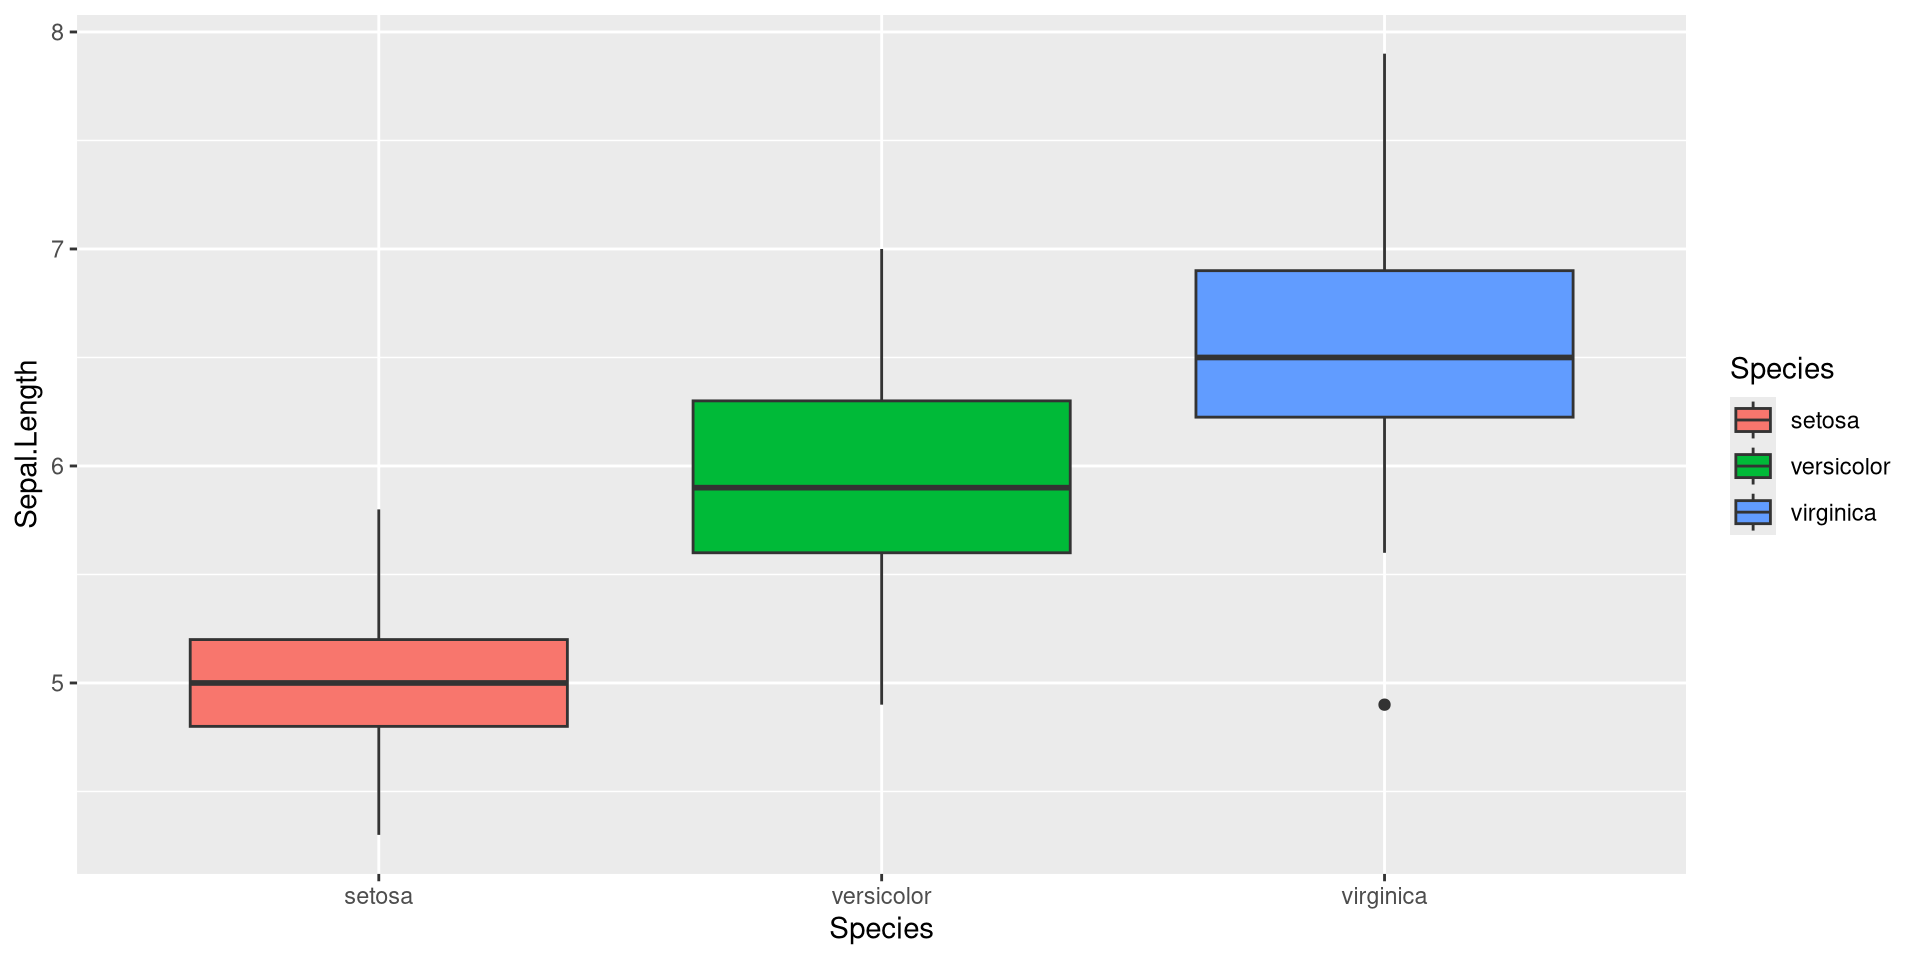 8
7
6
5
Sepal.Length
setosa
versicolor
virginica
Species
Species
setosa
versicolor
virginica